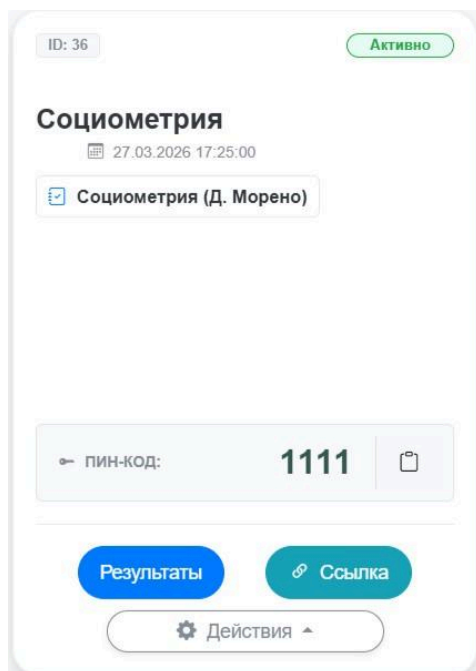 ID: 36
Активно
Социометрия
27.03.2026 17:25:00
Социометрия (Д. Морено)
ПИН-КОД:
1111
Результаты
Ссылка
Действия